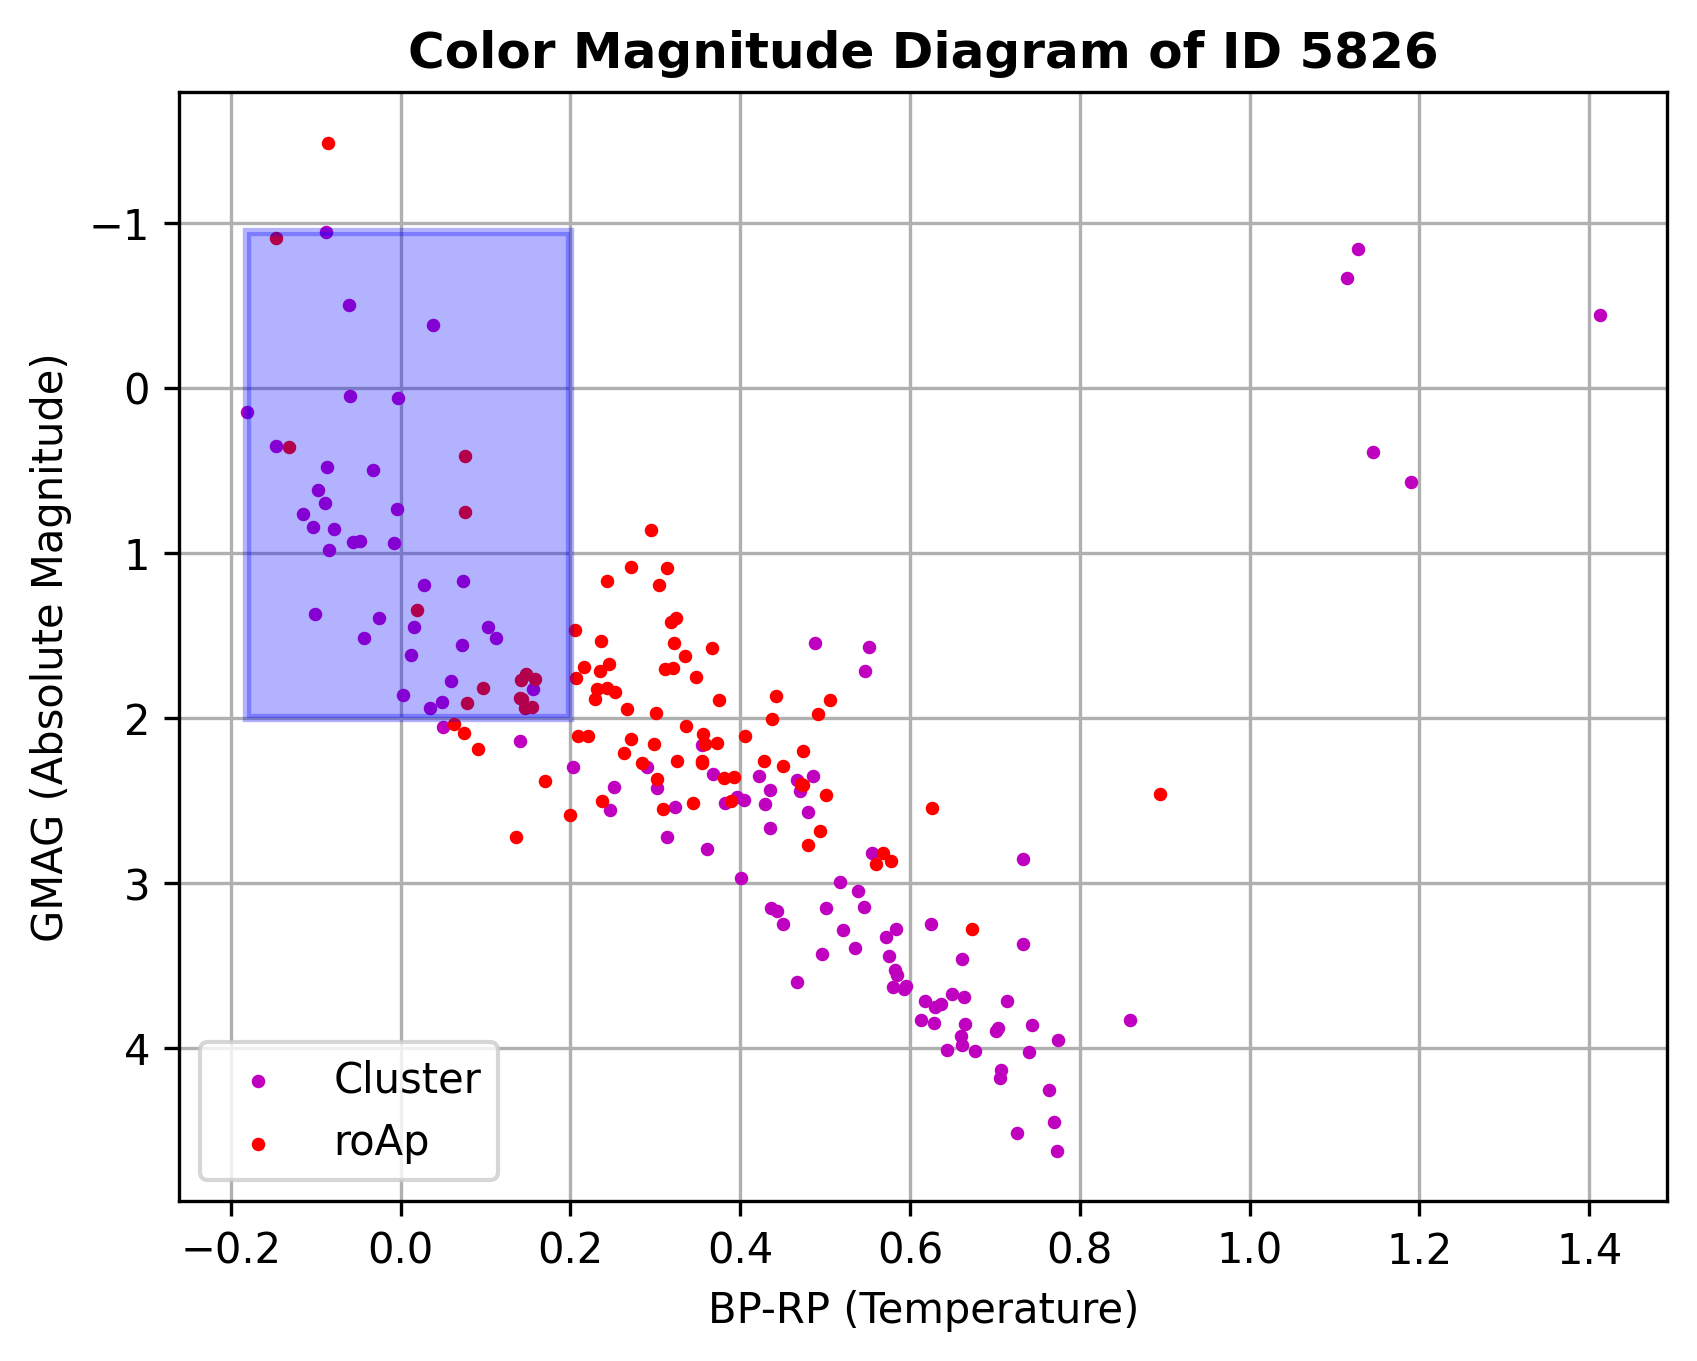 Color Magnitude Diagram of ID 5826
GMAG (Absolute Magnitude)
−1
0
1
2
3
4
Cluster
roAp
−0.2 0.0 0.2 0.4 0.6 0.8 1.0 1.2 1.4
BP-RP (Temperature)